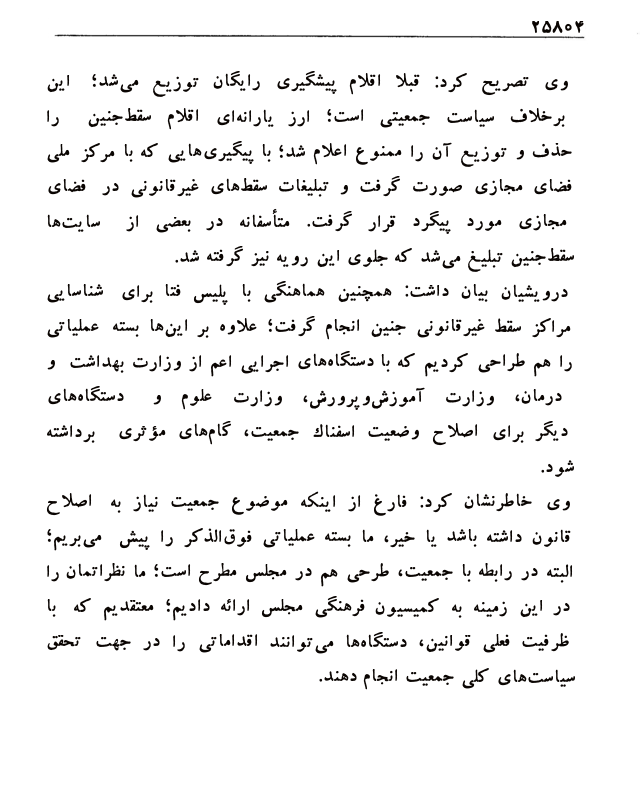 ۲۵۸۰۴
وی تصریح کرد: قبلا اقلام پیشگیری رایگان توزیع می‌شد؛ این
برخلاف سیاست جمعیتی است؛ ارز یارانه‌ای اقلام سقط‌جنین را
حذف و توزیع آن را ممنوع اعلام شد؛ با پیگیری‌هایی که با مرکز ملی
فضای مجازی صورت گرفت و تبلیغات سقط‌های غیرقانونی در فضای
مجازی مورد پیگرد قرار گرفت. متأسفانه در بعضی از سایت‌ها
سقط‌جنین تبلیغ می‌شد که جلوی این رویه نیز گرفته شد.
درویشیان بیان داشت: همچنین هماهنگی با پلیس فتا برای شناسایی
مراکز سقط غیرقانونی جنین انجام گرفت؛ علاوه بر این‌ها بسته عملیاتی
را هم طراحی کردیم که با دستگاه‌های اجرایی اعم از وزارت بهداشت و
درمان، وزارت آموزش‌وپرورش، وزارت علوم و دستگاه‌های
دیگر برای اصلاح وضعیت اسفناك جمعیت، گام‌های مؤثری برداشته
شود.
وی خاطرنشان کرد: فارغ از اینکه موضوع جمعیت نیاز به اصلاح
قانون داشته باشد یا خیر، ما بسته عملیاتی فوق‌الذکر را پیش می‌بریم؛
البته در رابطه با جمعیت، طرحی هم در مجلس مطرح است؛ ما نظراتمان را
در این زمینه به کمیسیون فرهنگی مجلس ارائه دادیم؛ معتقدیم که با
ظرفیت فعلی قوانین، دستگاه‌ها می‌توانند اقداماتی را در جهت تحقق
سیاست‌های کلی جمعیت انجام دهند.